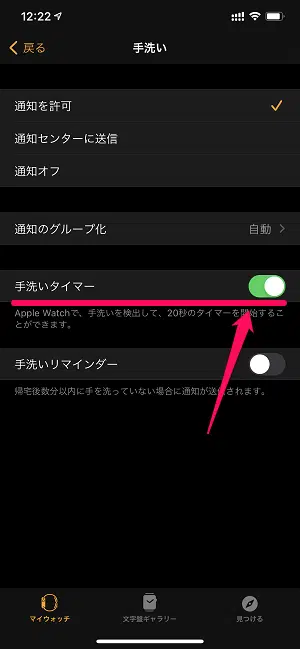 12:22
戻る
手洗い
通知を許可
通知センターに送信
通知オフ
通知のグループ化 自動
手洗いタイマー
Apple Watchで、手洗いを検出して、20秒のタイマーを開始するこ
とができます。
手洗いリマインダー
帰宅後数分以内に手を洗っていない場合に通知が送信されます。
マイウォッチ 文字盤ギャラリー 見つける